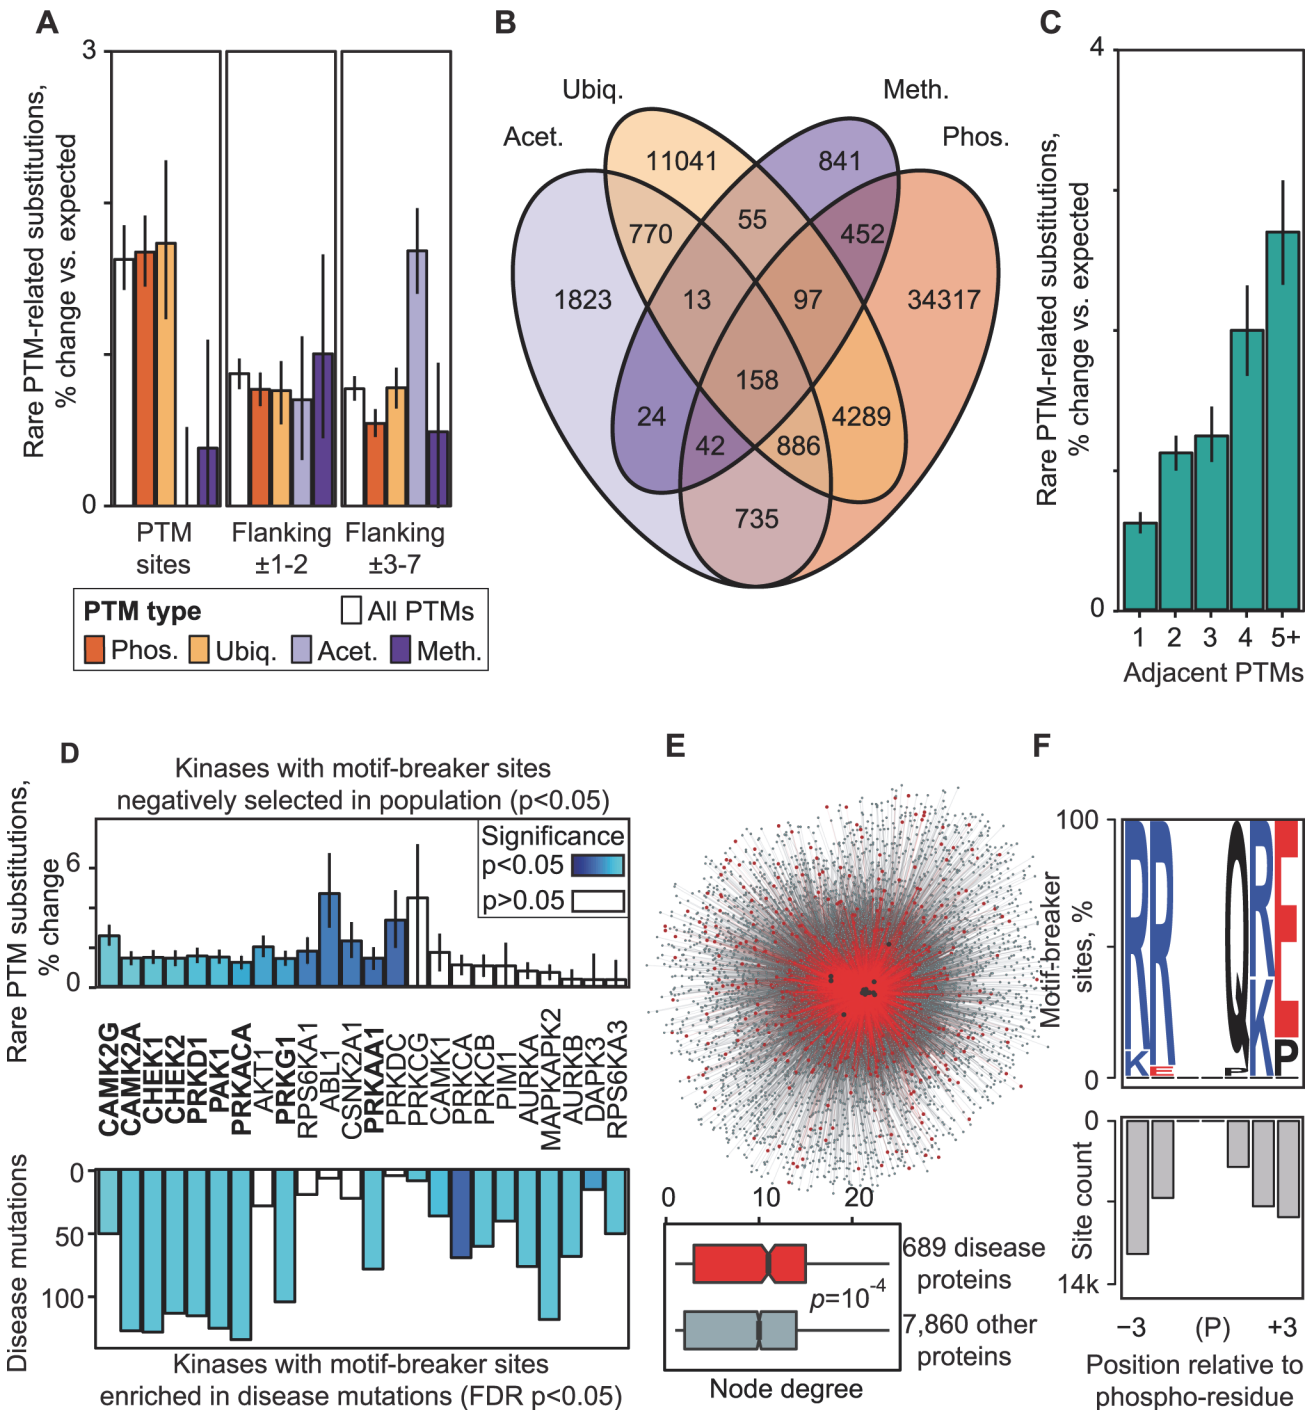 A
Rare PTM-related substitutions,
% change vs. expected
3
0
PTM
sites
Flanking
±1-2
Flanking
±3-7
PTM type
All PTMs
Phos.
Ubiq.
Acet.
Meth.
B
Ubiq.
Meth.
Acet.
Phos.
11041
841
770
55
452
1823
13
97
34317
158
24
42
886
4289
735
C
Rare PTM-related substitutions,
% change vs. expected
4
0
1 2 3 4 5+
Adjacent PTMs
D
Kinases with motif-breaker sites
negatively selected in population (p<0.05)
Rare PTM substitutions,
% change
6
0
Significance
p<0.05
p>0.05
CAMK2G
CAMK2A
CHEK1
CHEK2
PRKD1
PAK1
PRKACA
AKT1
PRKG1
RPS6KA1
ABL1
CSNK2A1
PRKAA1
PRKDC
PRKCG
CAMK1
PRKCA
PRKCB
PIM1
AURKA
MAPKAPK2
AURKB
DAPK3
RPS6KA3
Disease mutations
0
50
100
Kinases with motif-breaker sites
enriched in disease mutations (FDR p<0.05)
E
0 10 20
689 disease
proteins
p=10-4
7,860 other
proteins
Node degree
F
Motif-breaker
sites, %
100
0
R R Q R E
K E P K P
Site count
0
14k
−3 (P) +3
Position relative to
phospho-residue